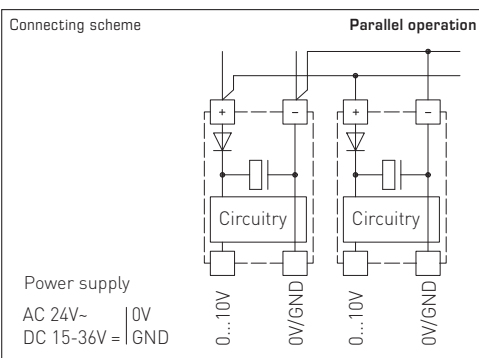 Connecting scheme
Parallel operation
+ – + –
Circuitry Circuitry
Power supply
AC 24V~ 0V
DC 15-36V = GND
0...10V 0V/GND 0...10V 0V/GND